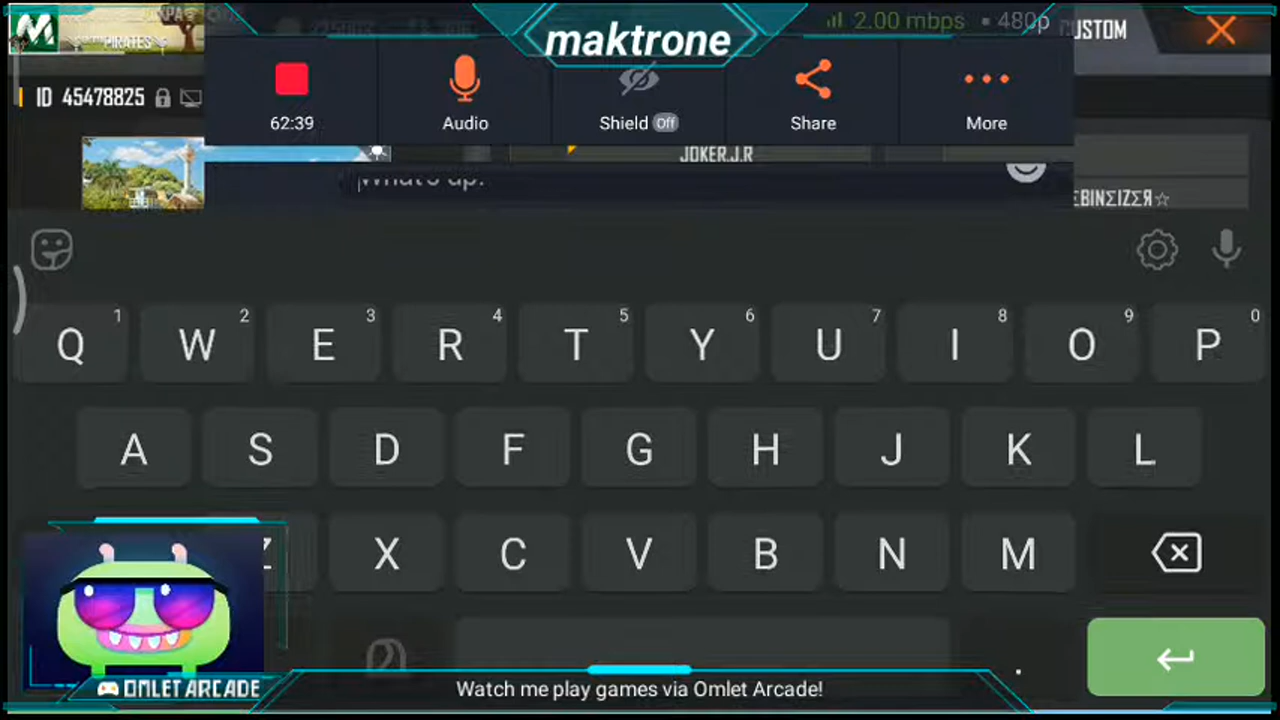 M
PIRATES
maktrone
2.00 mbps
480p
CUSTOM
ID 45478825
62:39
Audio
Shield Off
Share
More
JOKER.J.R
What's up?
1 2 3 4 5 6 7 8 9 0
Q W E R T Y U I O P
A S D F G H J K L
Z X C V B N M
.
OMLET ARCADE
Watch me play games via Omlet Arcade!